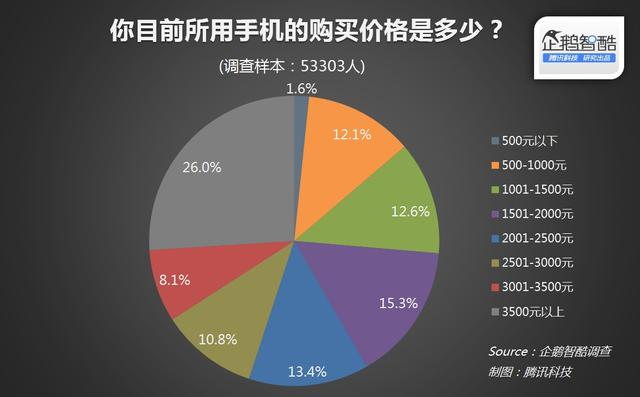 你目前所用手机的购买价格是多少？
(调查样本：53303人)
企鹅智酷
腾讯科技 研究出品
1.6%
12.1%
12.6%
15.3%
13.4%
10.8%
8.1%
26.0%
500元以下
500-1000元
1001-1500元
1501-2000元
2001-2500元
2501-3000元
3001-3500元
3500元以上
Source：企鹅智酷调查
制图：腾讯科技